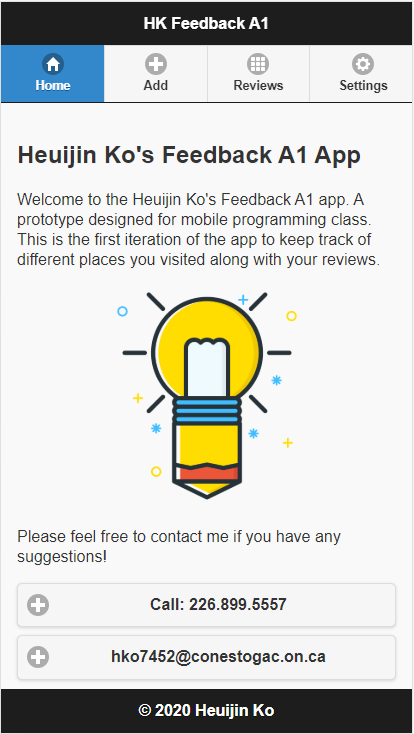 HK Feedback A1
Home Add Reviews Settings
Heuijin Ko's Feedback A1 App
Welcome to the Heuijin Ko's Feedback A1 app. A
prototype designed for mobile programming class.
This is the first iteration of the app to keep track of
different places you visited along with your reviews.
Please feel free to contact me if you have any
suggestions!
Call: 226.899.5557
hko7452@conestogac.on.ca
© 2020 Heuijin Ko